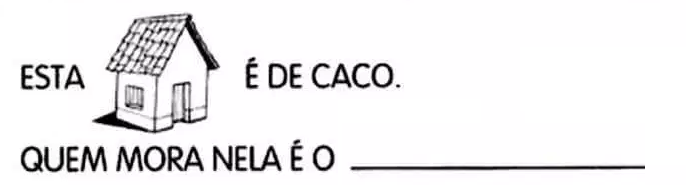 ESTA É DE CACO.
QUEM MORA NELA É O